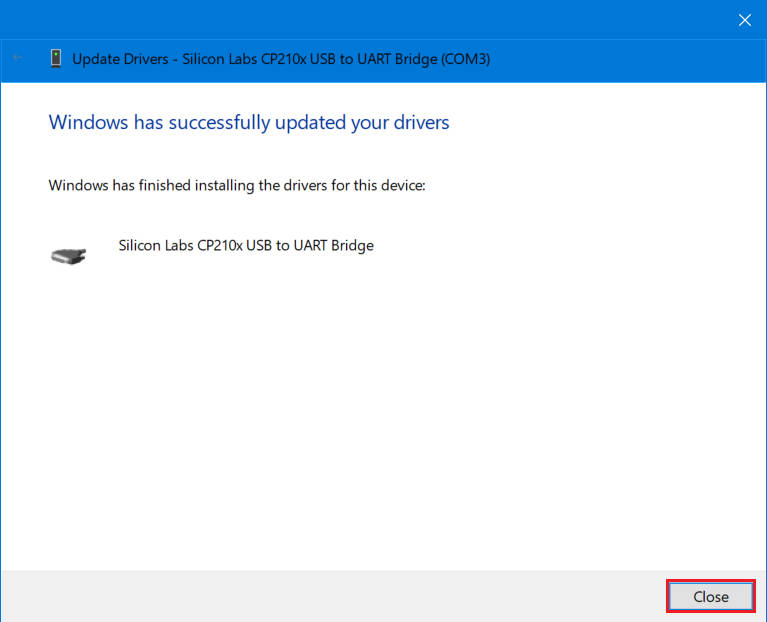 Update Drivers - Silicon Labs CP210x USB to UART Bridge (COM3)
Windows has successfully updated your drivers
Windows has finished installing the drivers for this device:
Silicon Labs CP210x USB to UART Bridge
Close